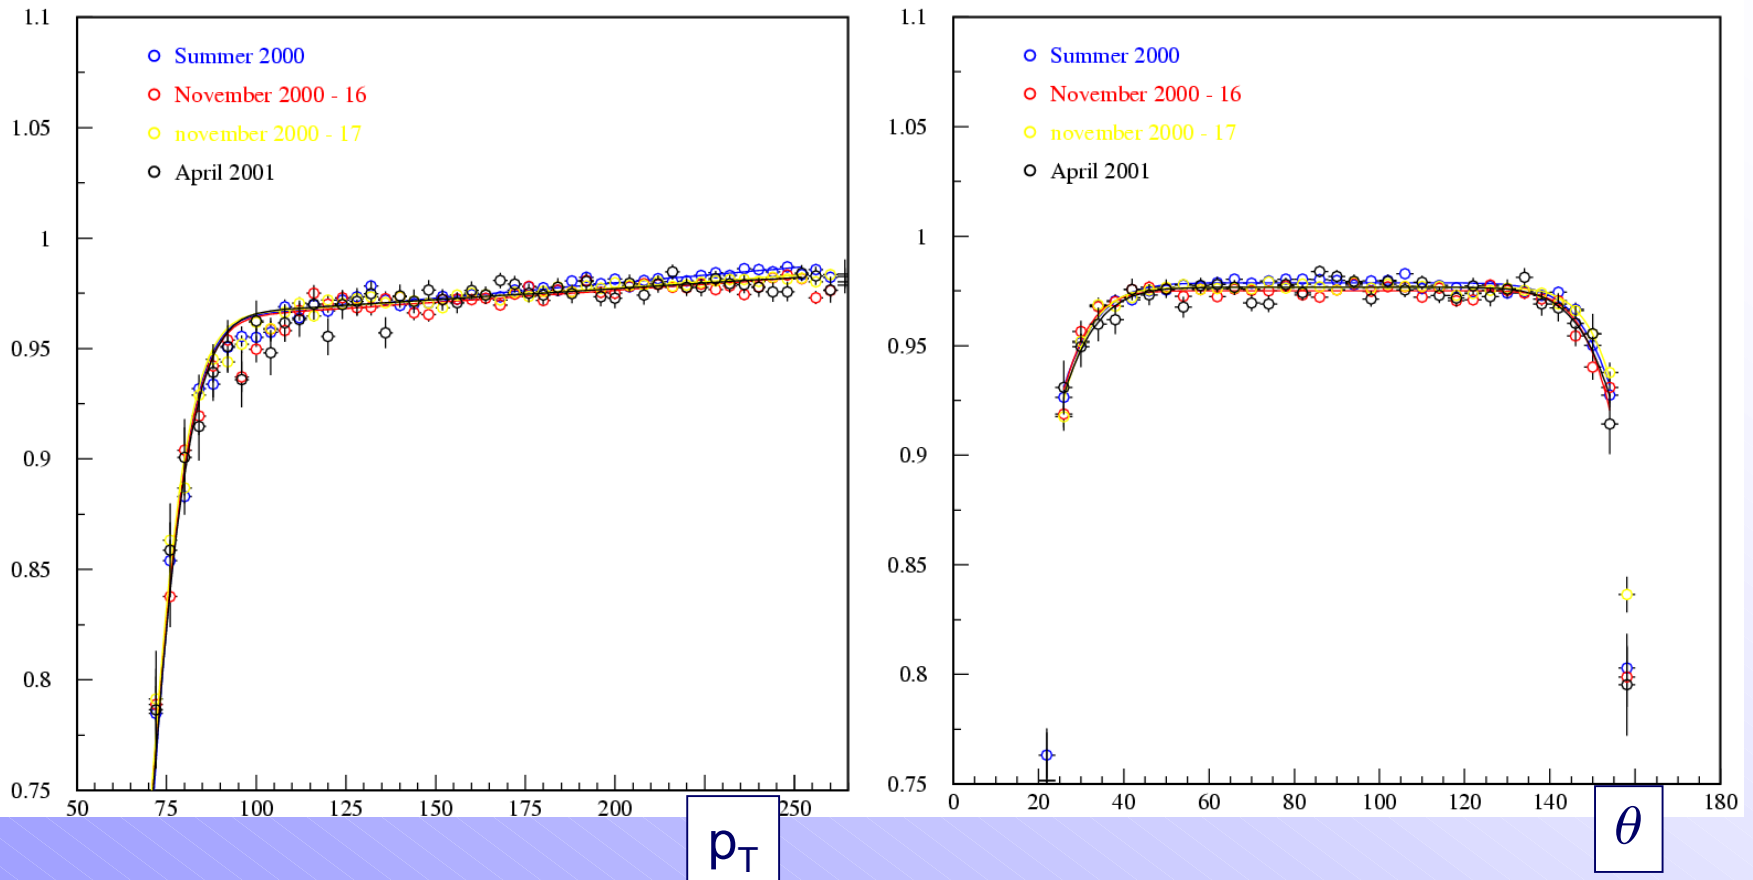 1.1
Summer 2000
November 2000 - 16
november 2000 - 17
April 2001
1.05
1
0.95
0.9
0.85
0.8
0.75
50 75 100 125 150 175 200 250
pT
1.1
Summer 2000
November 2000 - 16
november 2000 - 17
April 2001
1.05
1
0.95
0.9
0.85
0.8
0.75
0 20 40 60 80 100 120 140 180
θ